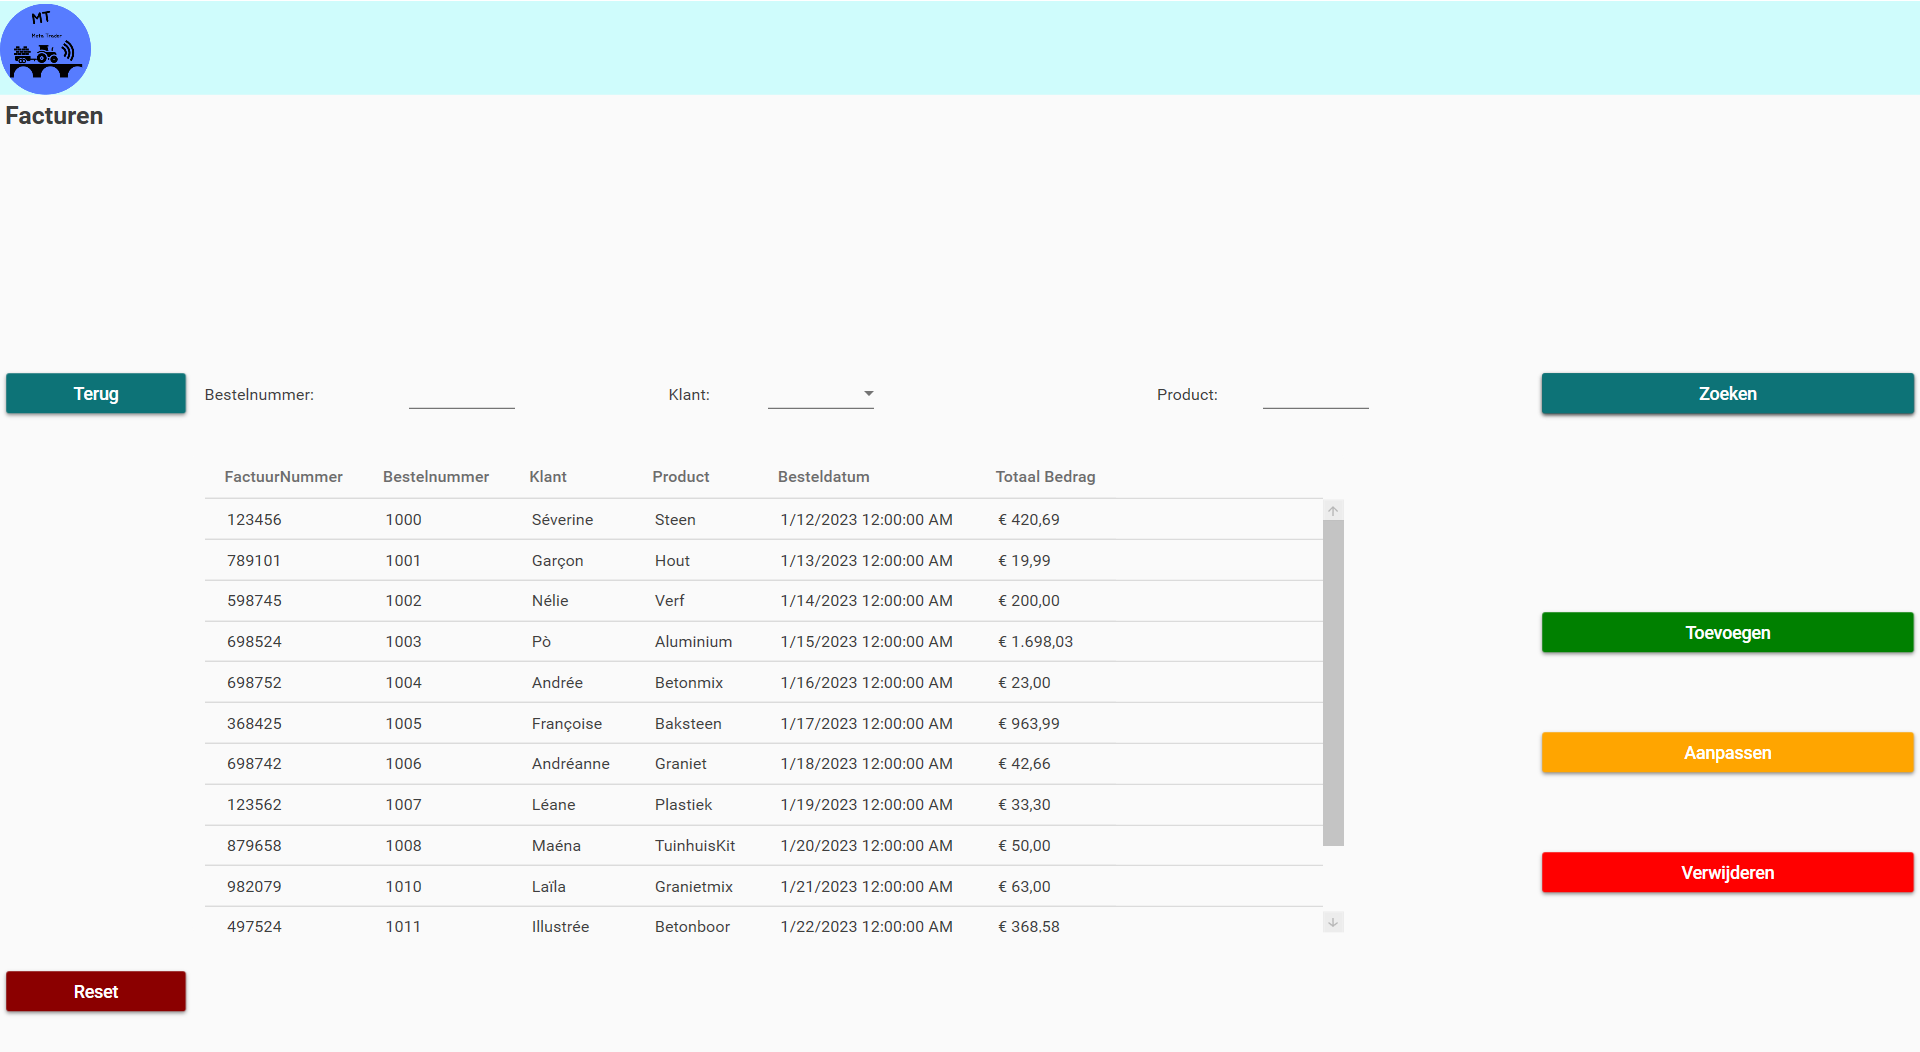 MT
Meta Trader
Facturen
Terug Bestelnummer: Klant: Product: Zoeken
FactuurNummer Bestelnummer Klant Product Besteldatum Totaal Bedrag
123456 1000 Séverine Steen 1/12/2023 12:00:00 AM € 420,69
789101 1001 Garçon Hout 1/13/2023 12:00:00 AM € 19,99
598745 1002 Nélie Verf 1/14/2023 12:00:00 AM € 200,00
Toevoegen
698524 1003 Pò Aluminium 1/15/2023 12:00:00 AM € 1.698,03
698752 1004 Andrée Betonmix 1/16/2023 12:00:00 AM € 23,00
368425 1005 Françoise Baksteen 1/17/2023 12:00:00 AM € 963,99
Aanpassen
698742 1006 Andréanne Graniet 1/18/2023 12:00:00 AM € 42,66
123562 1007 Léane Plastiek 1/19/2023 12:00:00 AM € 33,30
879658 1008 Maéna TuinhuisKit 1/20/2023 12:00:00 AM € 50,00
Verwijderen
982079 1010 Laïla Granietmix 1/21/2023 12:00:00 AM € 63,00
497524 1011 Illustrée Betonboor 1/22/2023 12:00:00 AM € 368,58
Reset